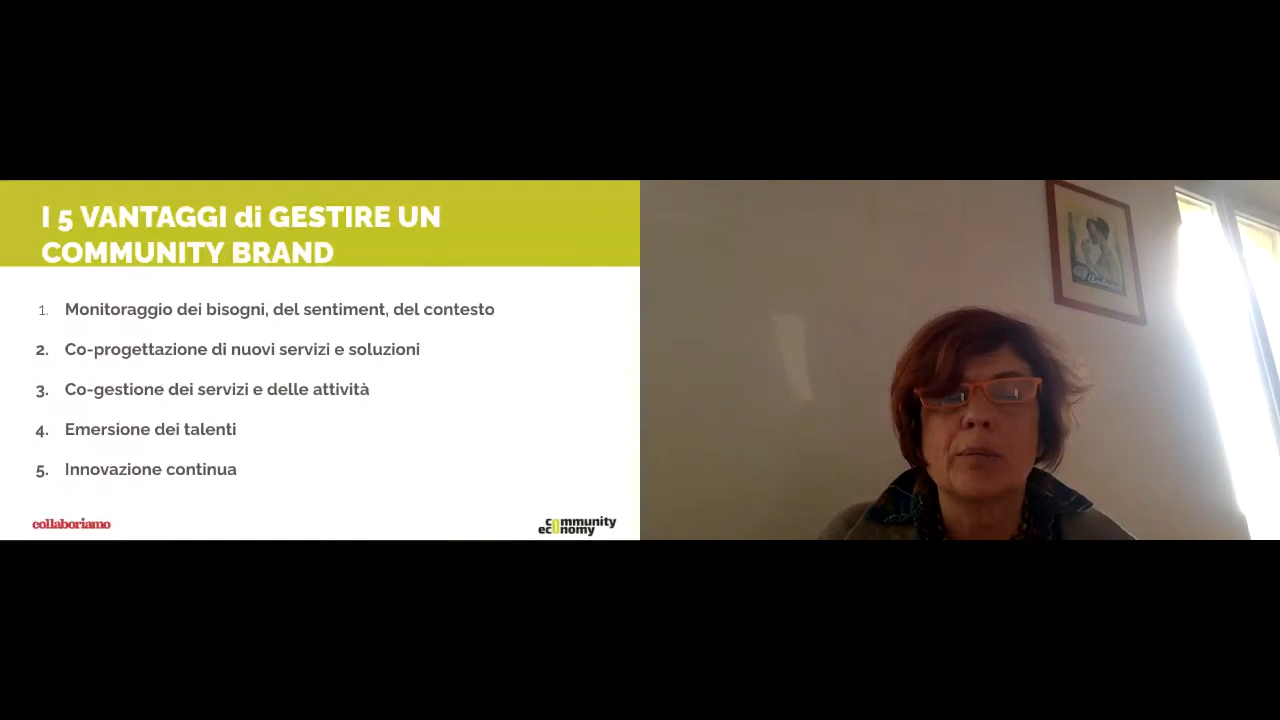 I 5 VANTAGGI di GESTIRE UN
COMMUNITY BRAND
1. Monitoraggio dei bisogni, del sentiment, del contesto
2. Co-progettazione di nuovi servizi e soluzioni
3. Co-gestione dei servizi e delle attività
4. Emersione dei talenti
5. Innovazione continua
collaboriamo
community
economy